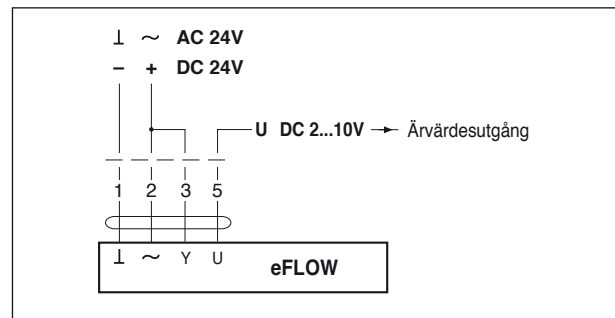 ⊥ ~ AC 24V
– + DC 24V
U DC 2...10V Ärvärdesutgång
1 2 3 5
⊥ ~ Y U
eFLOW